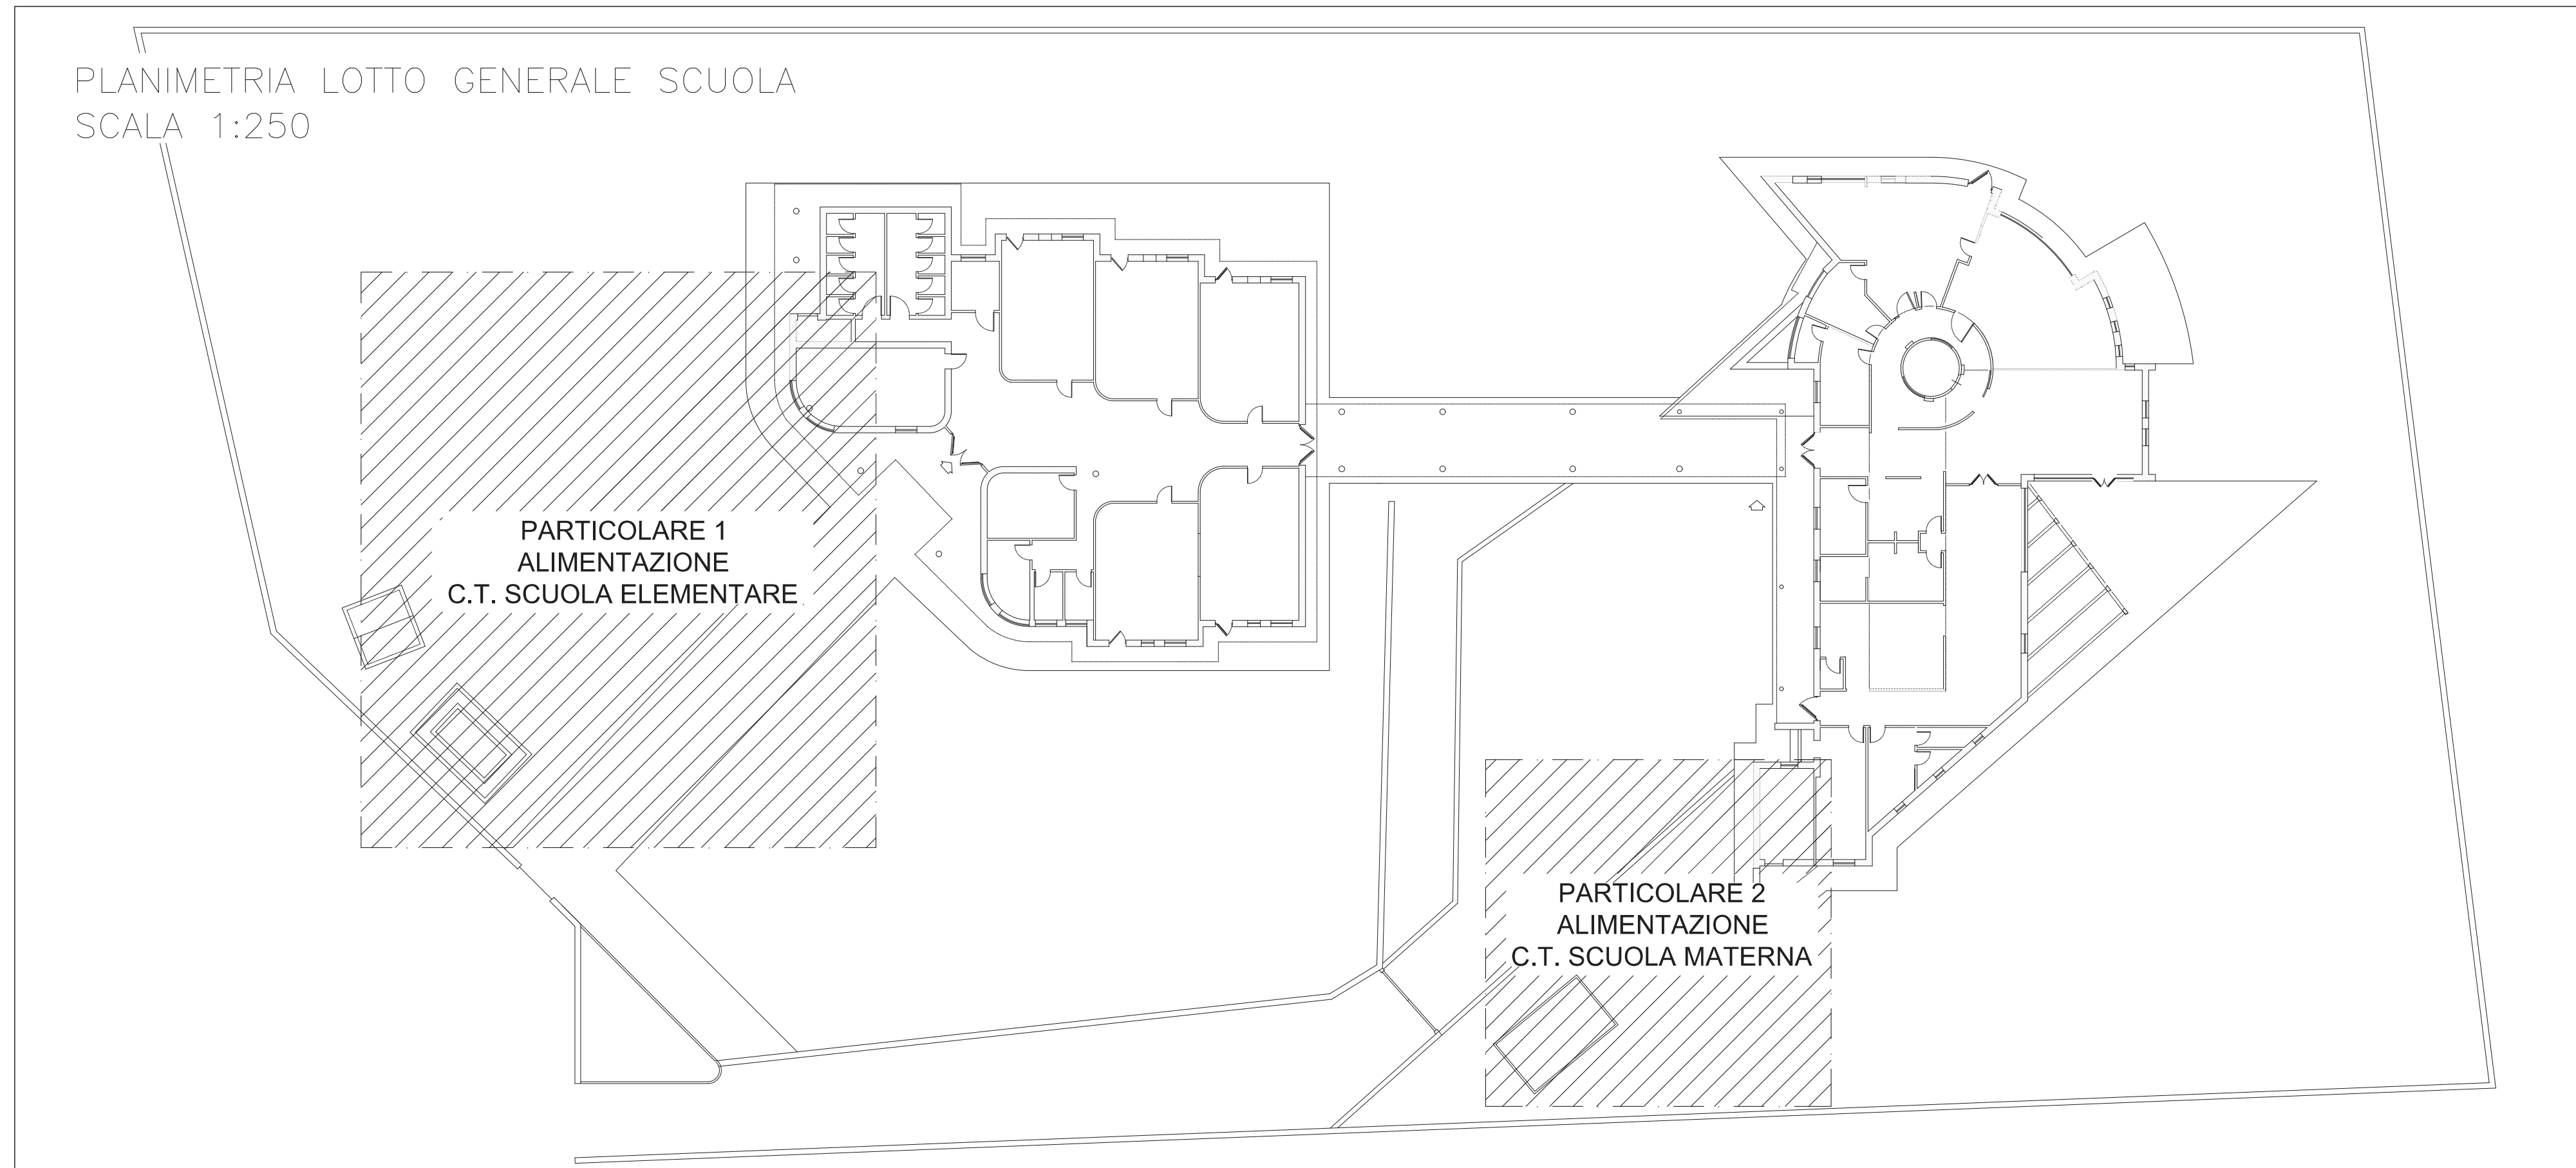 PLANIMETRIA LOTTO GENERALE SCUOLA
SCALA 1:250
PARTICOLARE 1
ALIMENTAZIONE
C.T. SCUOLA ELEMENTARE
PARTICOLARE 2
ALIMENTAZIONE
C.T. SCUOLA MATERNA